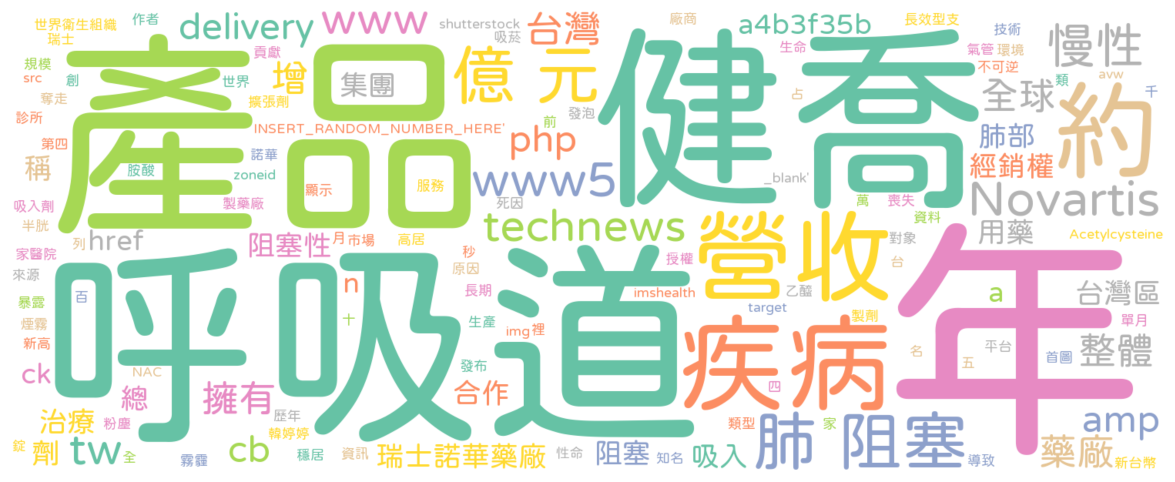 世界衛生組織
作者
delivery
www
shutterstock
台灣
廠商
a4b3f35b
長效型支
瑞士
吸菸
技術
慢性
貢獻
生命
氣管
環境
規模
創
世界
增
集團
億 元
不可逆
src
奪走
擴張劑
發泡
占
全球
類
avw
千
診所
INSERT_RANDOM_NUMBER_HERE'
前
php
肺部
約
第四
產品
健喬
稱
胺酸
諾華
zoneid
顯示
服務
www5
_blank'
經銷權
製藥廠
死因
萬
喪失
Novartis
吸入劑
資料
半胱
technews
列
href
阻塞性
月
市場
高居
營收
對象
用藥
Acetylcysteine
家醫院
秒
來源
原因
授權
台
呼吸道
年
暴露
百
n
長期
imshealth
乙醯
a
台灣區
target
煙霧
十
生產
img
裡
疾病
製劑
單月
新高
名
平台
首圖
整體
NAC
發布
五
ck
總
擁有
合作
四
治療
粉塵
歷年
類型
家
肺
阻塞
amp
韓婷婷
錠
劑
tw
全
霧霾
cb
穩居
資訊
瑞士諾華藥廠
性命
阻塞
知名
吸入
導致
藥廠
新台幣